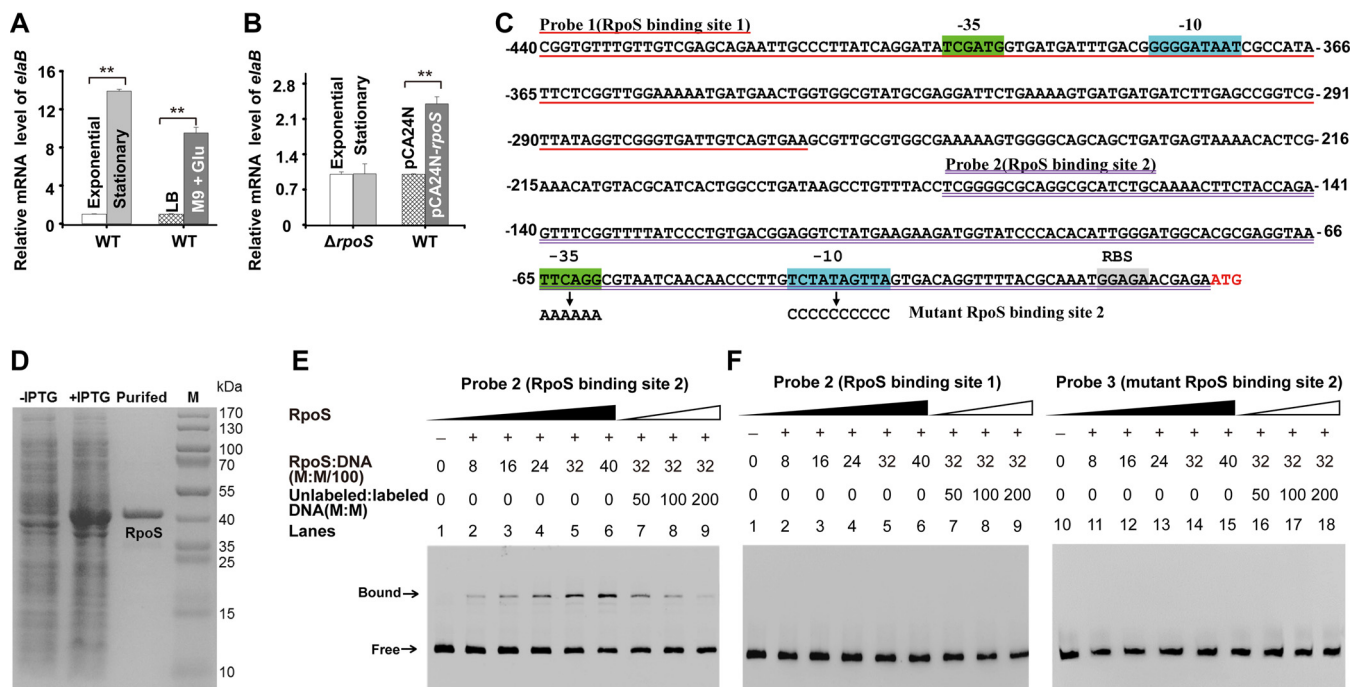 A
Relative mRNA level of elaB
16
12
8
4
0
**
**
Exponential
Stationary
LB
M9 + Glu
WT
WT
B
Relative mRNA level of elaB
2.8
2.1
1.4
0.7
0
**
Exponential
Stationary
pCA24N
pCA24N-rpoS
ΔrpoS
WT
C
Probe 1(RpoS binding site 1)
-35
-10
-440 CGGTGTTTGTTGTCGAGCAGAATTGCCCTTATCAGGATATCGATGGTGATGATTTGACGGGGGATAATCGCCATA -366
-365 TTCTCGGTTGGAAAAATGATGAACTGGTGGCGTATGCGAGGATTCTGAAAAGTGATGATGATCTTGAGCCGGTCG -291
-290 TTATAGGTCGGGTGATTGTCAGTGAAGCGTTGCGTGGCGAAAAAGTGGGGCAGCAGCTGATGAGTAAAACACTCG -216
Probe 2(RpoS binding site 2)
-215 AAACATGTACGCATCACTGGCCTGATAAGCCTGTTTACCTCGGGGCGCAGGCGCATCTGCAAAACTTCTACCAGA -141
-140 GTTTCGGTTTTATCCCTGTGACGGAGGTCTATGAAGAAGATGGTATCCCACACATTGGGATGGCACGCGAGGTAA -66
-35
-10
RBS
-65 TTCAGGCGTAATCAACAACCCTTGTCTATAGTTAGTGACAGGTTTTACGCAAATGGAGAACGAGAATG
AAAAAA
CCCCCCCCCC
Mutant RpoS binding site 2
D
-IPTG +IPTG Purifed M
kDa
170
130
100
70
55
40
35
25
15
10
RpoS
E
Probe 2 (RpoS binding site 2)
RpoS
– + + + + + + + +
RpoS:DNA (M:M/100) 0 8 16 24 32 40 32 32 32
Unlabeled:labeled DNA(M:M) 0 0 0 0 0 0 50 100 200
Lanes 1 2 3 4 5 6 7 8 9
Bound
Free
F
Probe 2 (RpoS binding site 1)
– + + + + + + + +
0 8 16 24 32 40 32 32 32
0 0 0 0 0 0 50 100 200
1 2 3 4 5 6 7 8 9
Probe 3 (mutant RpoS binding site 2)
– + + + + + + + +
0 8 16 24 32 40 32 32 32
0 0 0 0 0 0 50 100 200
10 11 12 13 14 15 16 17 18